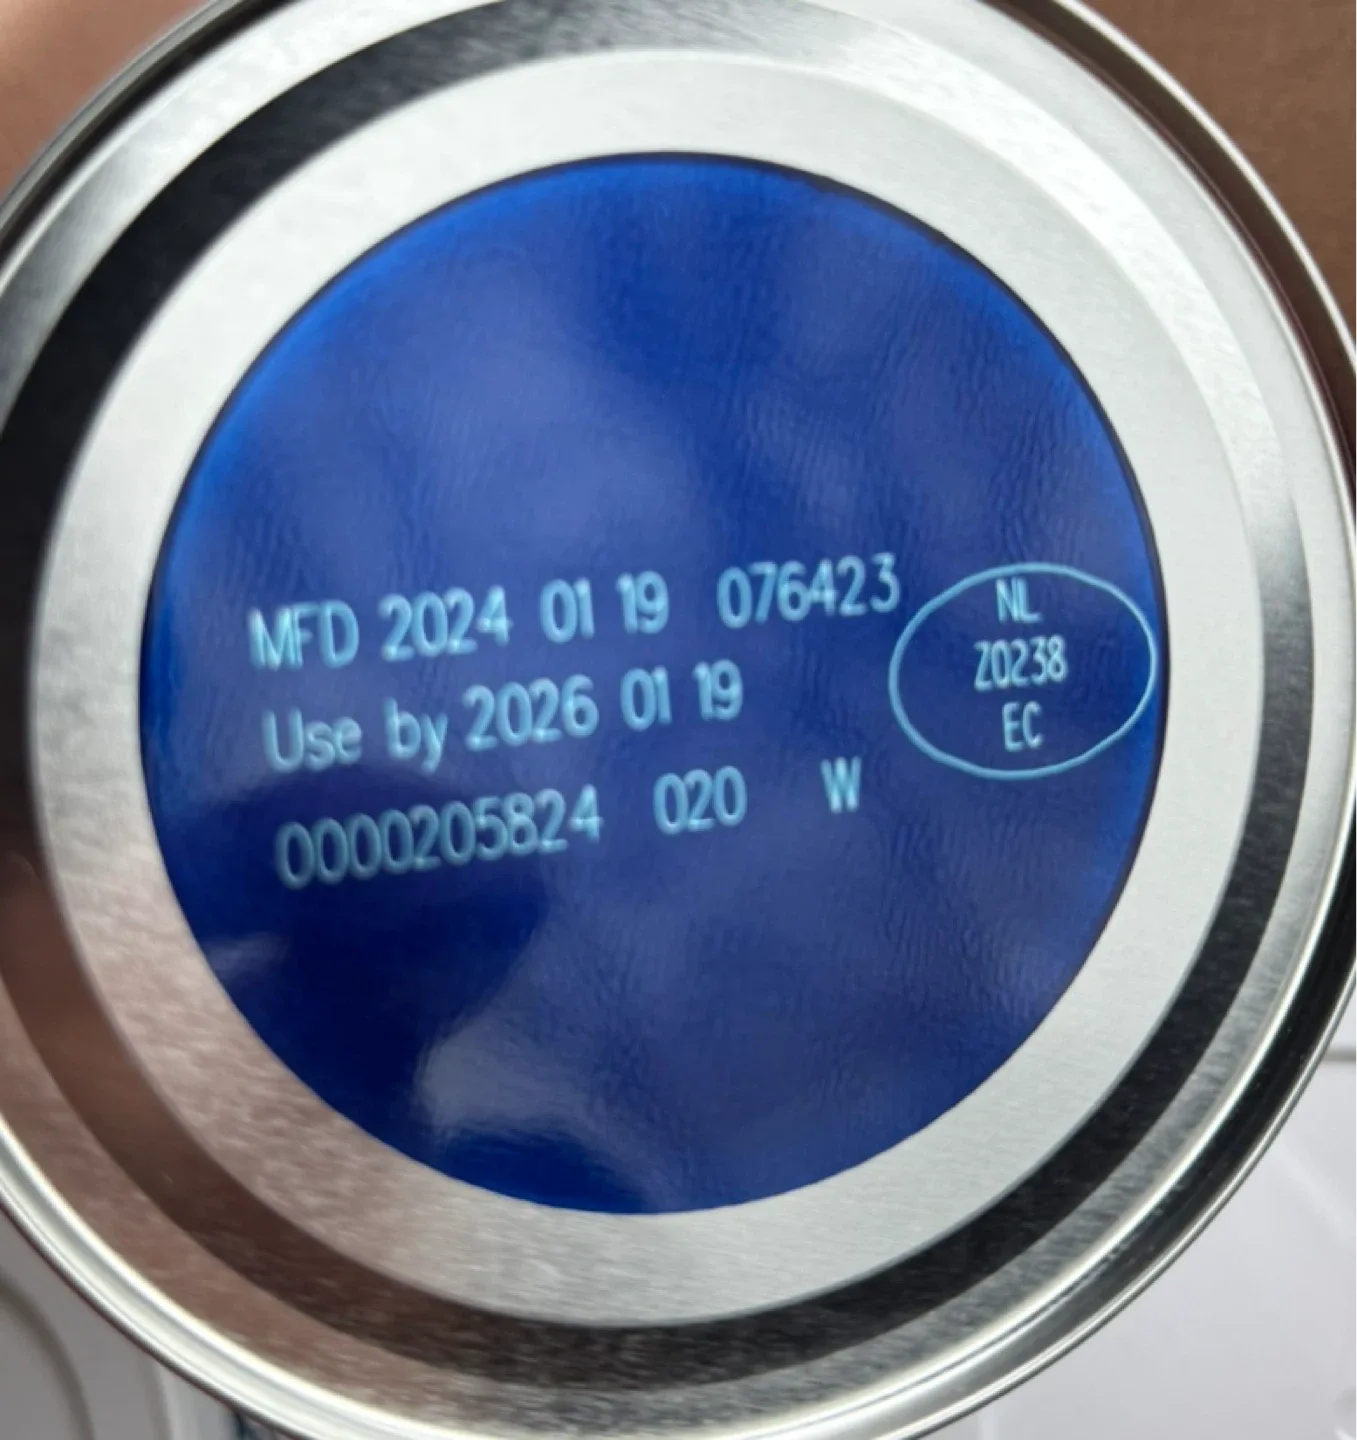 MFD 2024 01 19 076423
Use by 2026 01 19
0000205824 020 W
NL
Z0238
EC